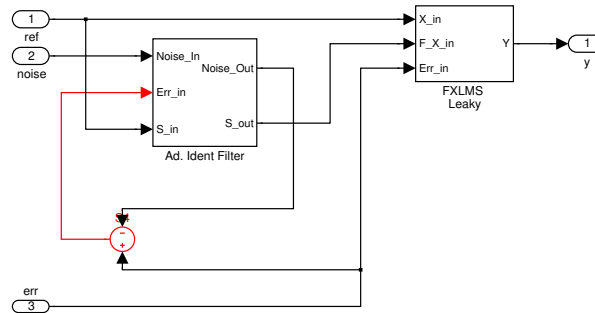 1
ref
2
noise
Noise_In
Err_in
S_in
Noise_Out
S_out
Ad. Ident Filter
X_in
F_X_in
Err_in
Y
FXLMS
Leaky
1
y
-
+
err
3